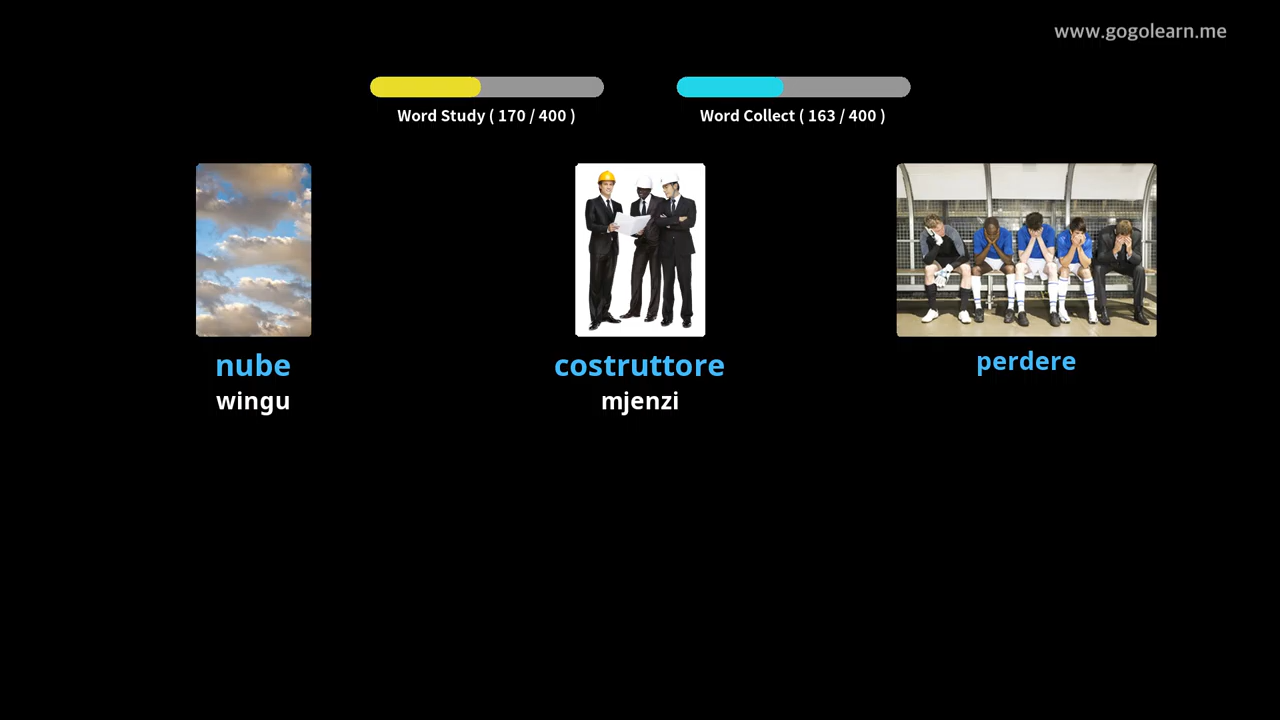 www.gogolearn.me
Word Study ( 170 / 400 )
Word Collect ( 163 / 400 )
nube
wingu
costruttore
mjenzi
perdere